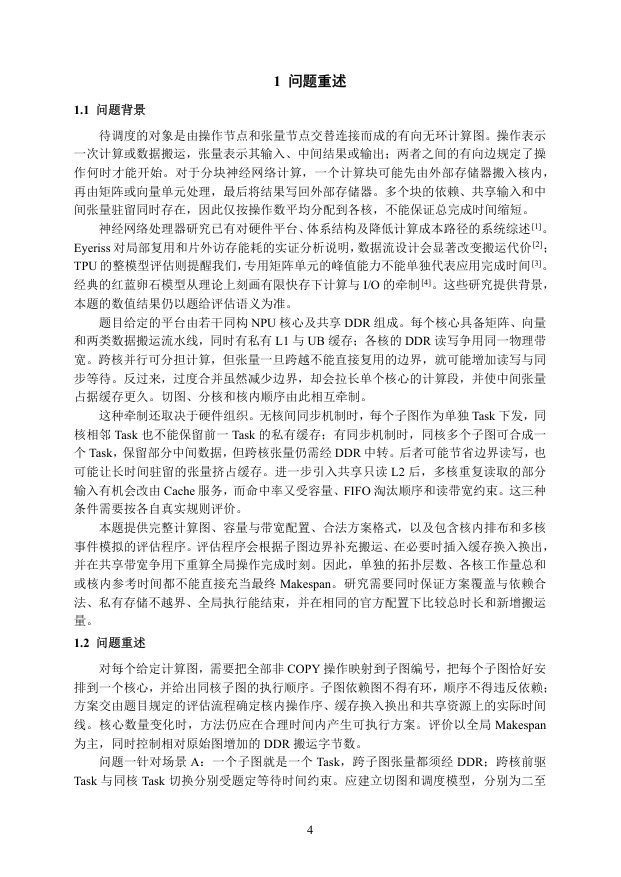 1 问题重述
1.1 问题背景
待调度的对象是由操作节点和张量节点交替连接而成的有向无环计算图。操作表示
一次计算或数据搬运，张量表示其输入、中间结果或输出；两者之间的有向边规定了操
作何时才能开始。对于分块神经网络计算，一个计算块可能先由外部存储器搬入核内，
再由矩阵或向量单元处理，最后将结果写回外部存储器。多个块的依赖、共享输入和中
间张量驻留同时存在，因此仅按操作数平均分配到各核，不能保证总完成时间缩短。
神经网络处理器研究已有对硬件平台、体系结构及降低计算成本路径的系统综述[1]。
Eyeriss 对局部复用和片外访存能耗的实证分析说明，数据流设计会显著改变搬运代价[2]；
TPU 的整模型评估则提醒我们，专用矩阵单元的峰值能力不能单独代表应用完成时间[3]。
经典的红蓝卵石模型从理论上刻画有限快存下计算与 I/O 的牵制[4]。这些研究提供背景，
本题的数值结果仍以题给评估语义为准。
题目给定的平台由若干同构 NPU 核心及共享 DDR 组成。每个核心具备矩阵、向量
和两类数据搬运流水线，同时有私有 L1 与 UB 缓存；各核的 DDR 读写争用同一物理带
宽。跨核并行可分担计算，但张量一旦跨越不能直接复用的边界，就可能增加读写与同
步等待。反过来，过度合并虽然减少边界，却会拉长单个核心的计算段，并使中间张量
占据缓存更久。切图、分核和核内顺序由此相互牵制。
这种牵制还取决于硬件组织。无核间同步机制时，每个子图作为单独 Task 下发，同
核相邻 Task 也不能保留前一 Task 的私有缓存；有同步机制时，同核多个子图可合成一
个 Task，保留部分中间数据，但跨核张量仍需经 DDR 中转。后者可能节省边界读写，也
可能让长时间驻留的张量挤占缓存。进一步引入共享只读 L2 后，多核重复读取的部分
输入有机会改由 Cache 服务，而命中率又受容量、FIFO 淘汰顺序和读带宽约束。这三种
条件需要按各自真实规则评价。
本题提供完整计算图、容量与带宽配置、合法方案格式，以及包含核内排布和多核
事件模拟的评估程序。评估程序会根据子图边界补充搬运、在必要时插入缓存换入换出，
并在共享带宽争用下重算全局操作完成时刻。因此，单独的拓扑层数、各核工作量总和
或核内参考时间都不能直接充当最终 Makespan。研究需要同时保证方案覆盖与依赖合
法、私有存储不越界、全局执行能结束，并在相同的官方配置下比较总时长和新增搬运
量。
1.2 问题重述
对每个给定计算图，需要把全部非 COPY 操作映射到子图编号，把每个子图恰好安
排到一个核心，并给出同核子图的执行顺序。子图依赖图不得有环，顺序不得违反依赖；
方案交由题目规定的评估流程确定核内操作序、缓存换入换出和共享资源上的实际时间
线。核心数量变化时，方法仍应在合理时间内产生可执行方案。评价以全局 Makespan
为主，同时控制相对原始图增加的 DDR 搬运字节数。
问题一针对场景 A：一个子图就是一个 Task，跨子图张量都须经 DDR；跨核前驱
Task 与同核 Task 切换分别受题定等待时间约束。应建立切图和调度模型，分别为二至
4